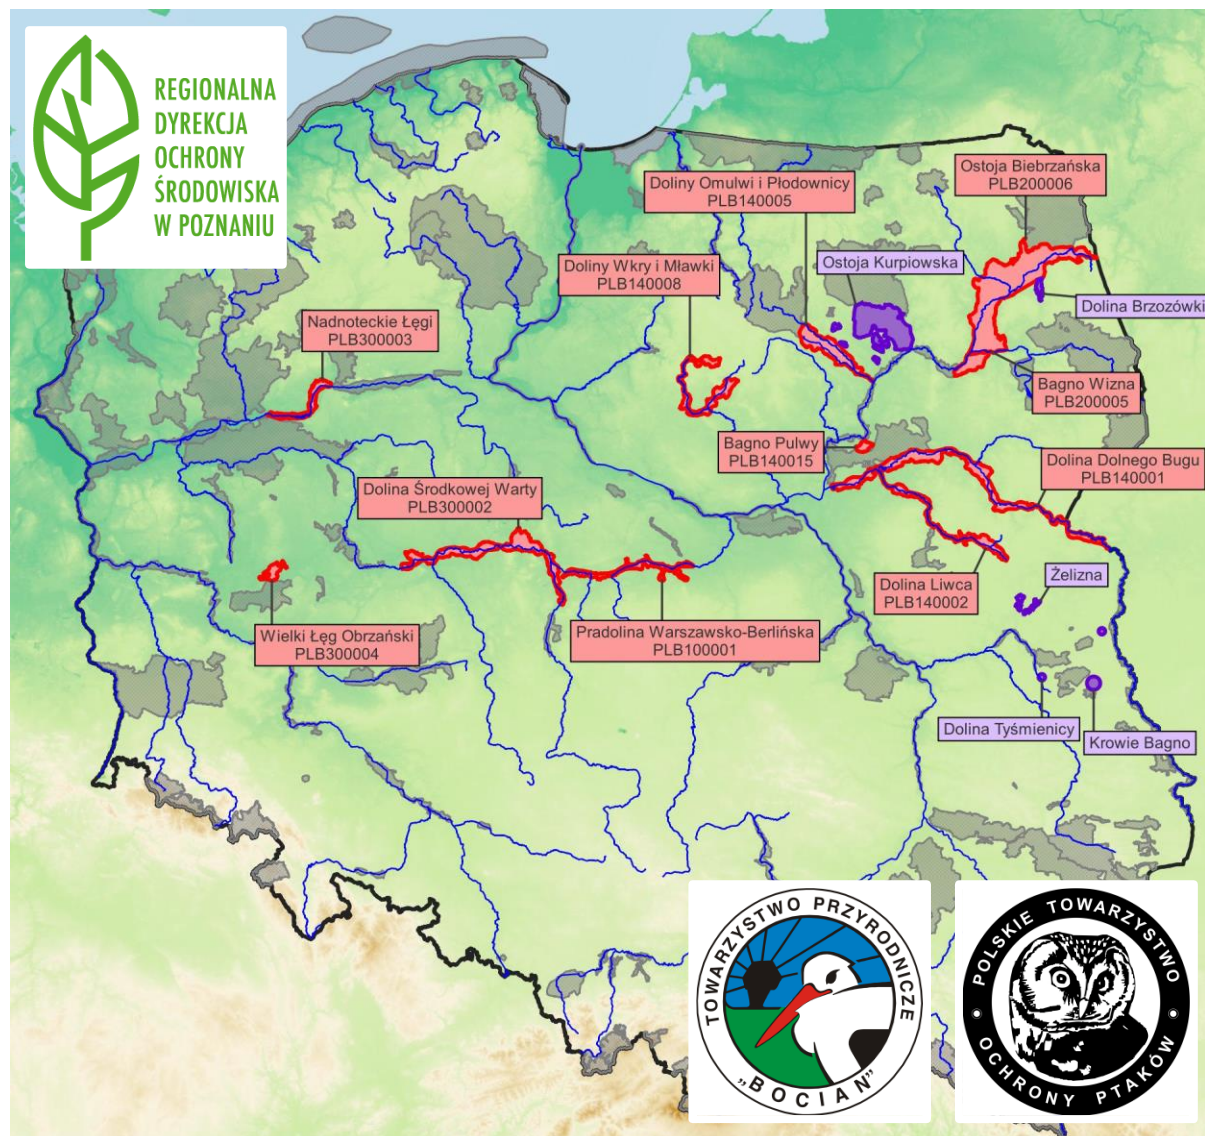 REGIONALNA
DYREKCJA
OCHRONY
ŚRODOWISKA
W POZNANIU
Ostoja Biebrzańska
PLB200006
Doliny Omulwi i Płodownicy
PLB140005
Ostoja Kurpiowska
Doliny Wkry i Mławki
PLB140008
Dolina Brzozówki
Nadnoteckie Łęgi
PLB300003
Bagno Wizna
PLB200005
Bagno Pulwy
PLB140015
Dolina Dolnego Bugu
PLB140001
Dolina Środkowej Warty
PLB300002
Żelizna
Dolina Liwca
PLB140002
Wielki Łęg Obrzański
PLB300004
Pradolina Warszawsko-Berlińska
PLB100001
Dolina Tyśmienicy
Krowie Bagno
TOWARZYSTWO PRZYRODNICZE
„BOCIAN”
POLSKIE TOWARZYSTWO
OCHRONY PTAKÓW